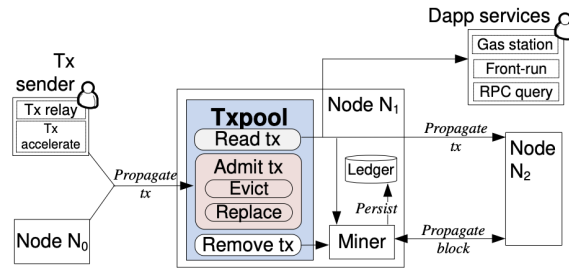 Dapp services
Gas station
Front-run
RPC query
Tx
sender
Tx relay
Tx
accelerate
Propagate
tx
Node N0
Node N1
Txpool
Read tx
Admit tx
Evict
Replace
Remove tx
Ledger
Persist
Miner
Propagate
tx
Propagate
block
Node
N2